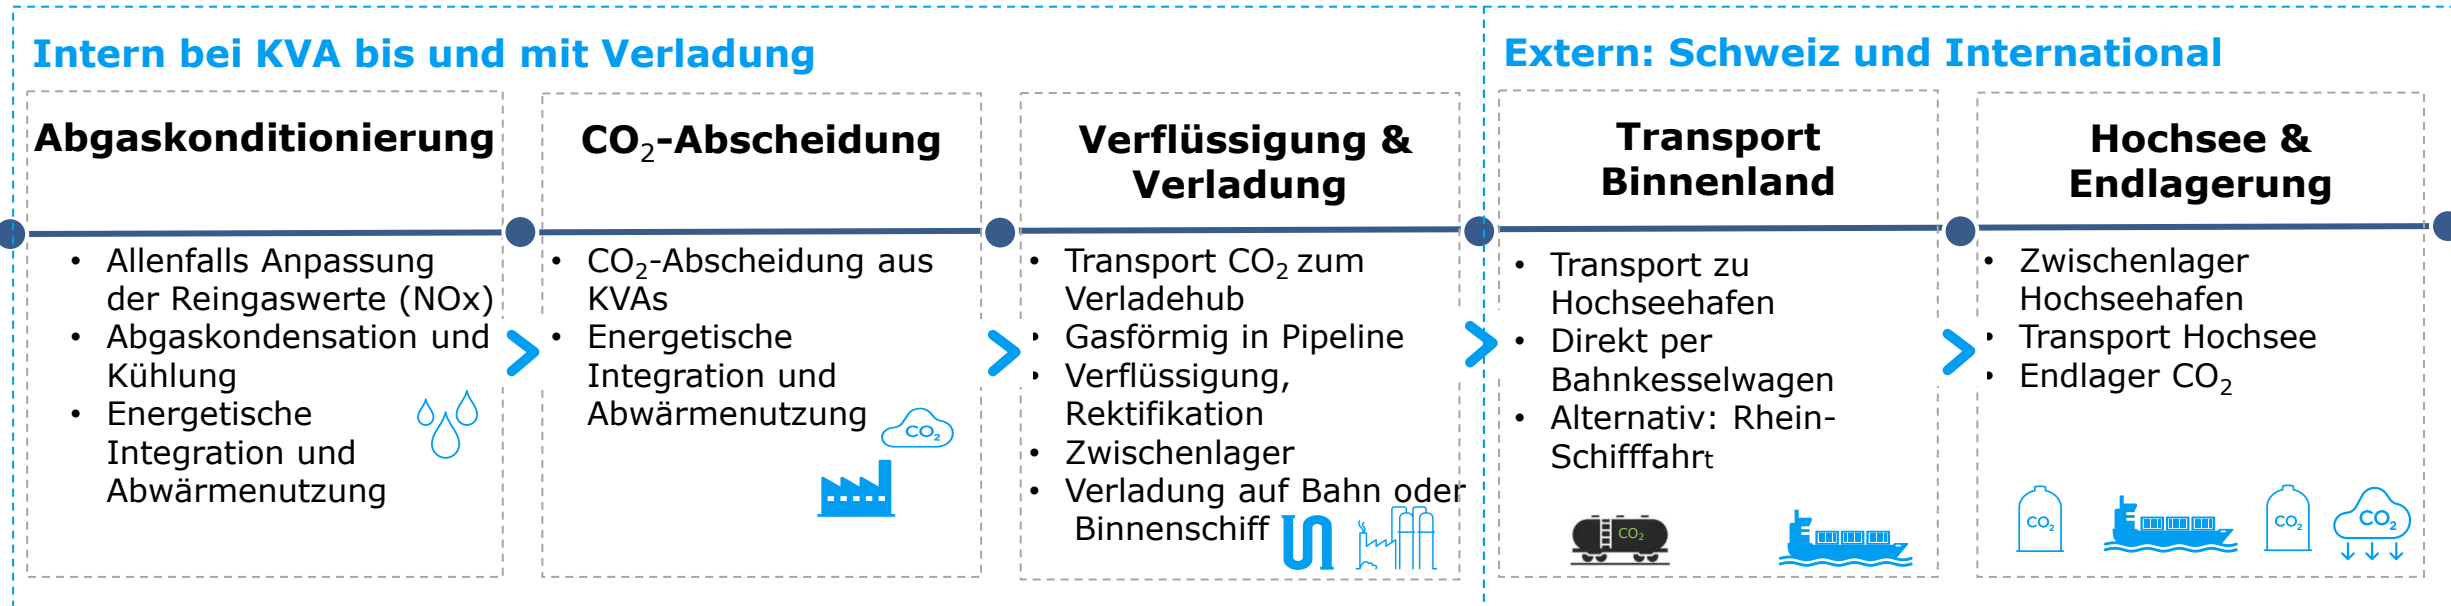 Intern bei KVA bis und mit Verladung
Extern: Schweiz und International
Abgaskonditionierung
• Allenfalls Anpassung
der Reingaswerte (NOx)
• Abgaskondensation und
Kühlung
• Energetische
Integration und
Abwärmenutzung
CO₂-Abscheidung
• CO₂-Abscheidung aus
KVAs
• Energetische
Integration und
Abwärmenutzung
CO₂
Verflüssigung &
Verladung
• Transport CO₂ zum
Verladehub
• Gasförmig in Pipeline
• Verflüssigung,
Rektifikation
• Zwischenlager
• Verladung auf Bahn oder
Binnenschiff
Transport
Binnenland
• Transport zu
Hochseehafen
• Direkt per
Bahnkesselwagen
• Alternativ: Rhein-
Schifffahrt
CO₂
Hochsee &
Endlagerung
• Zwischenlager
Hochseehafen
• Transport Hochsee
• Endlager CO₂
CO₂
CO₂
CO₂